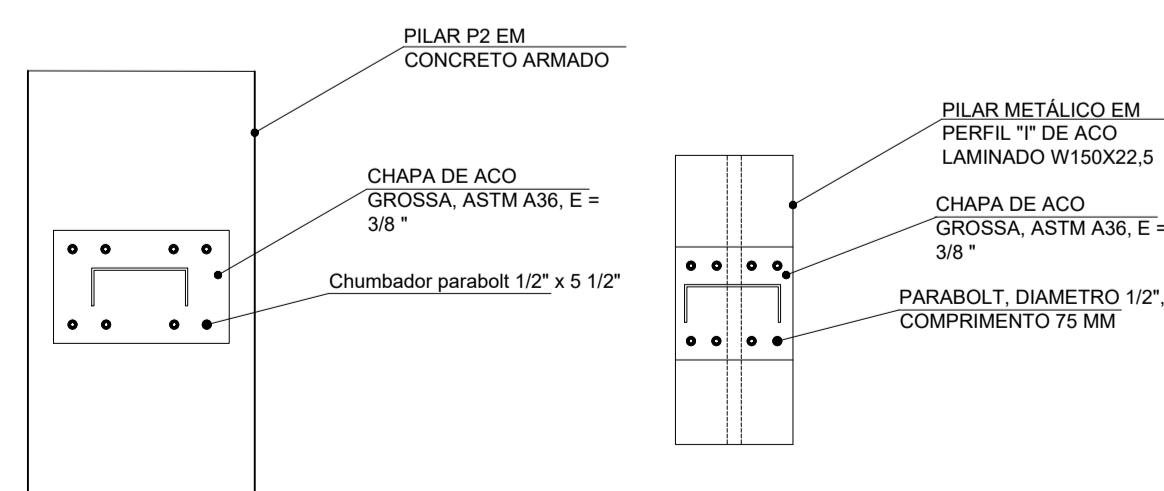 PILAR P2 EM
CONCRETO ARMADO
CHAPA DE ACO
GROSSA, ASTM A36, E =
3/8 "
Chumbador parabolt 1/2" x 5 1/2"
PILAR METÁLICO EM
PERFIL "I" DE ACO
LAMINADO W150X22,5
CHAPA DE ACO
GROSSA, ASTM A36, E =
3/8 "
PARABOLT, DIAMETRO 1/2",
COMPRIMENTO 75 MM